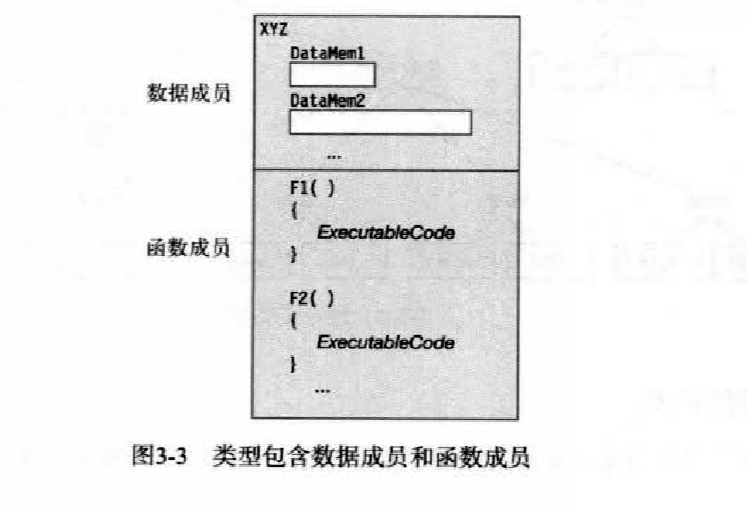 XYZ
DataMem1
数据成员
DataMem2
...
F1( )
{
ExecutableCode
函数成员
}
F2( )
{
ExecutableCode
}
...
图3-3 类型包含数据成员和函数成员